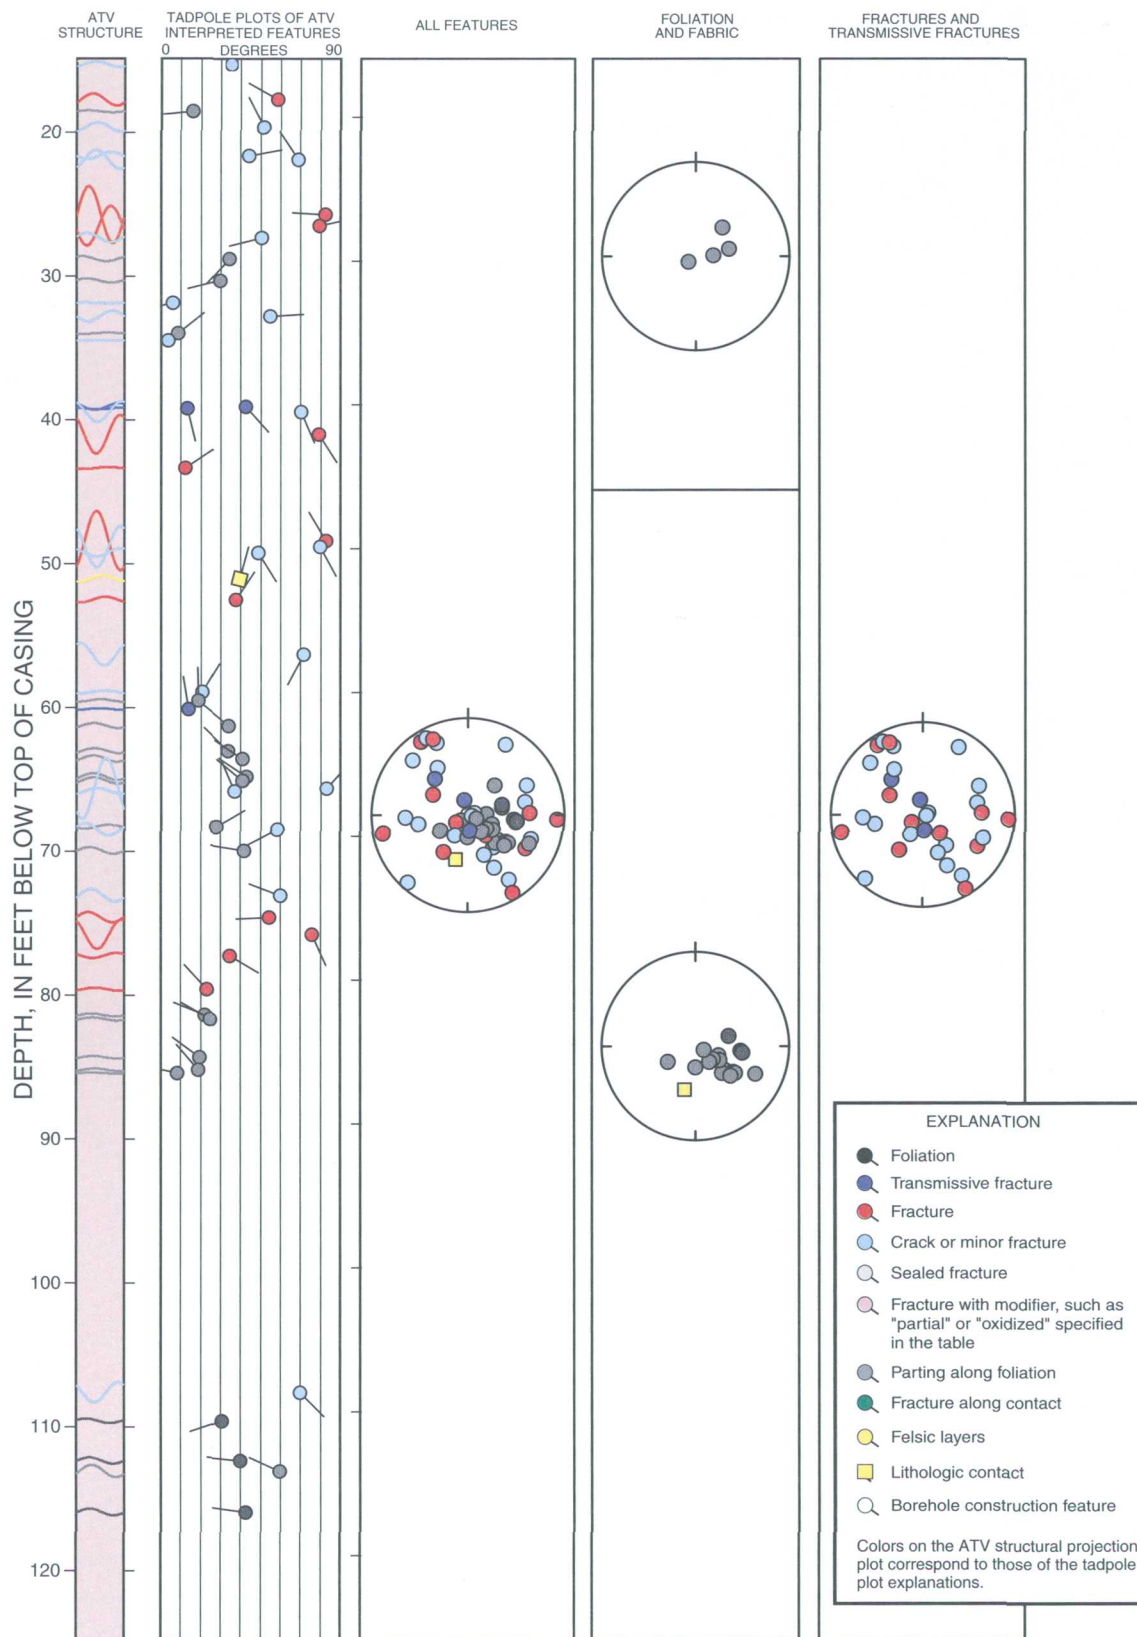 ATV
STRUCTURE
TADPOLE PLOTS OF ATV
INTERPRETED FEATURES
0 DEGREES 90
ALL FEATURES
FOLIATION
AND FABRIC
FRACTURES AND
TRANSMISSIVE FRACTURES
DEPTH, IN FEET BELOW TOP OF CASING
20
30
40
50
60
70
80
90
100
110
120
EXPLANATION
Foliation
Transmissive fracture
Fracture
Crack or minor fracture
Sealed fracture
Fracture with modifier, such as
"partial" or "oxidized" specified
in the table
Parting along foliation
Fracture along contact
Felsic layers
Lithologic contact
Borehole construction feature
Colors on the ATV structural projection
plot correspond to those of the tadpole
plot explanations.